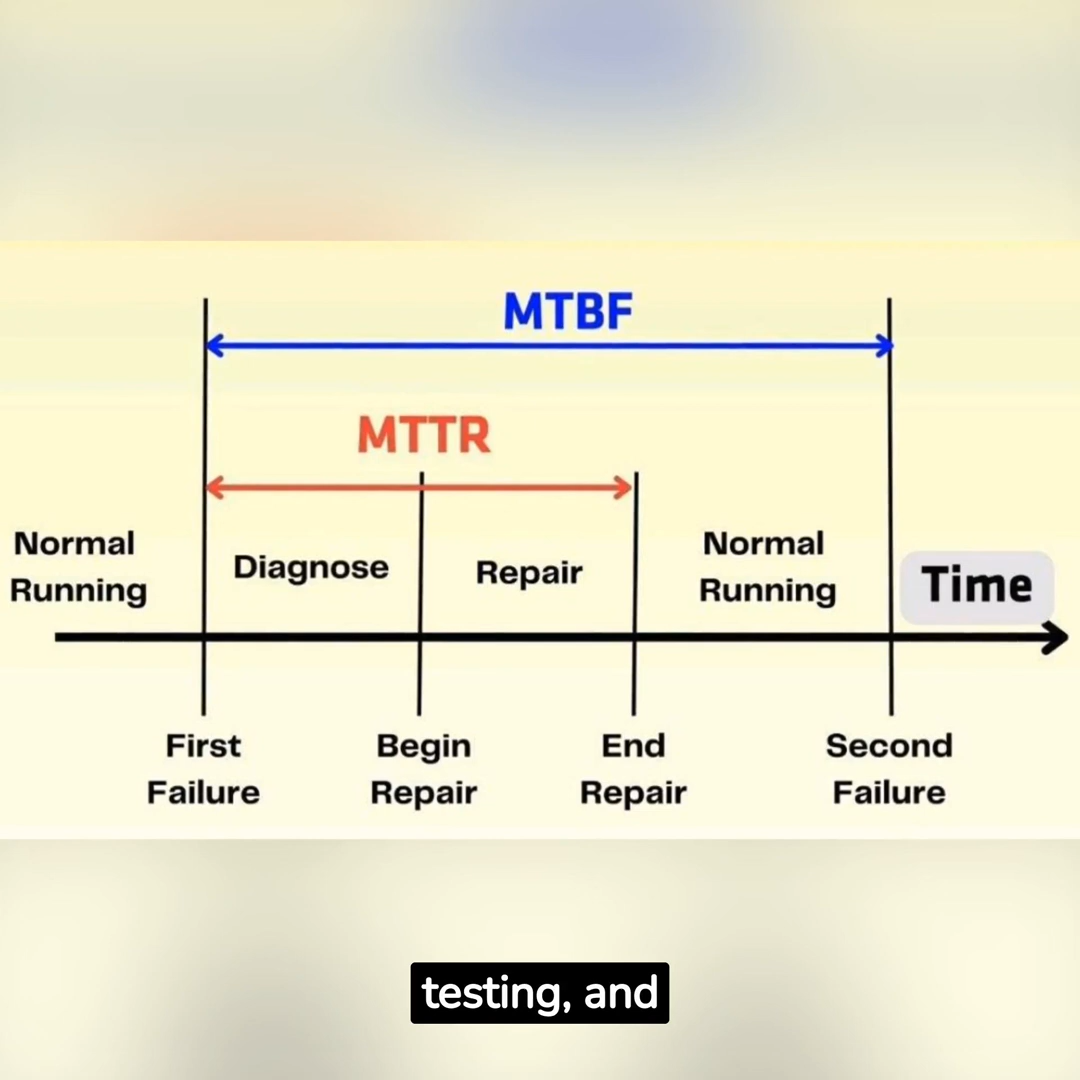 MTBF
MTTR
Normal
Running
Diagnose
Repair
Normal
Running
Time
First
Failure
Begin
Repair
End
Repair
Second
Failure
testing, and